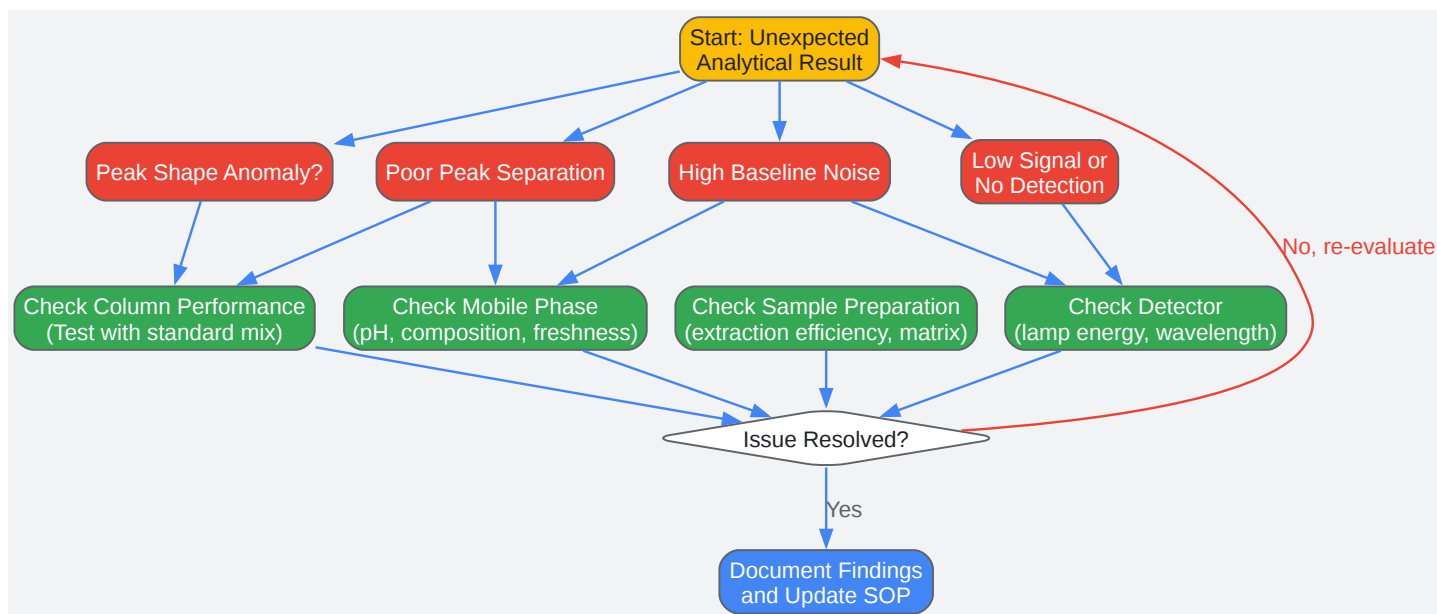 Start: Unexpected
Analytical Result
Peak Shape Anomaly?
Poor Peak Separation
High Baseline Noise
Low Signal or
No Detection
No, re-evaluate
Check Column Performance
(Test with standard mix)
Check Mobile Phase
(pH, composition, freshness)
Check Sample Preparation
(extraction efficiency, matrix)
Check Detector
(lamp energy, wavelength)
Issue Resolved?
Yes
Document Findings
and Update SOP